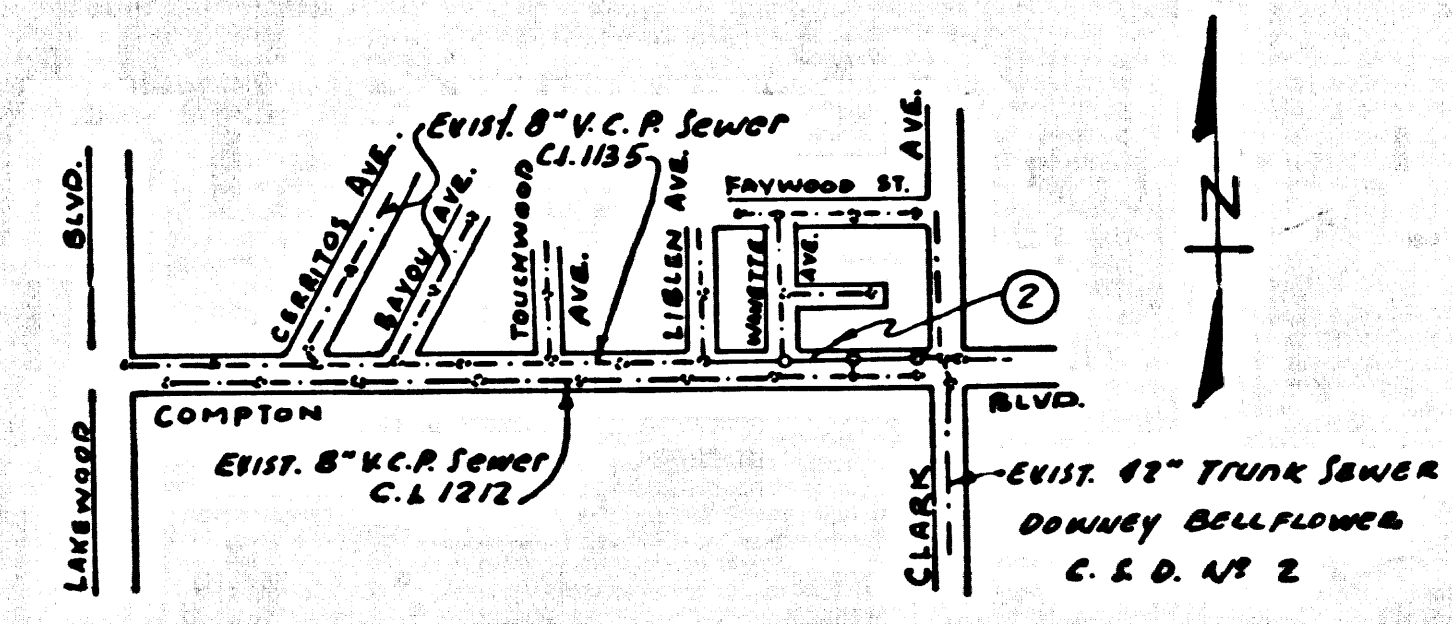 EXIST. 8" V.C.P. SEWER
C.I. 1135
CERRITOS AVE.
BAYOU AVE.
TOUCHWOOD
AVE.
LIBLEN AVE.
FAYWOOD ST.
AVE.
AVE.
N
2
LAKEWOOD BLVD.
COMPTON
BLVD.
EXIST. 8" V.C.P. SEWER
C.I. 1212
CLARK
EXIST. 42" TRUNK SEWER
DOWNEY BELLFLOWER
C. S. D. Nº 2